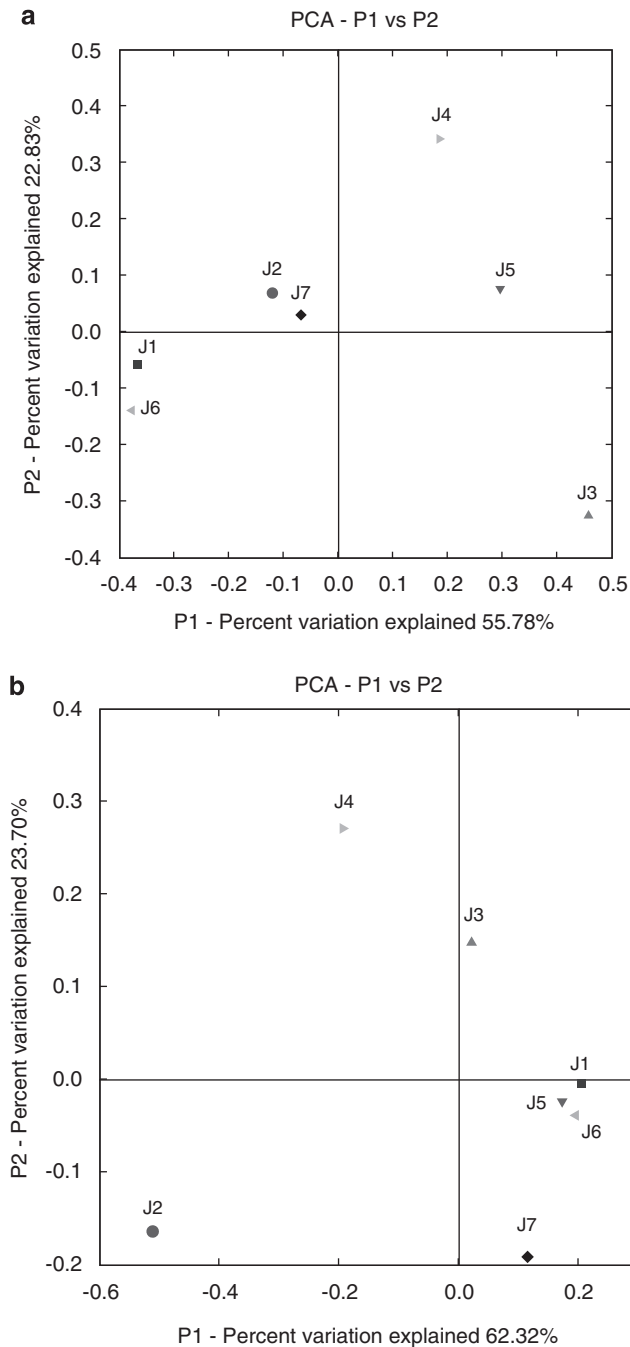 a
PCA - P1 vs P2
P2 - Percent variation explained 22.83%
0.5
0.4
0.3
0.2
0.1
0.0
-0.1
-0.2
-0.3
-0.4
J4
J2
J7
J5
J1
J6
J3
-0.4 -0.3 -0.2 -0.1 0.0 0.1 0.2 0.3 0.4 0.5
P1 - Percent variation explained 55.78%
b
PCA - P1 vs P2
P2 - Percent variation explained 23.70%
0.4
0.3
0.2
0.1
0.0
-0.1
-0.2
J4
J3
J1
J5
J6
J2
J7
-0.6 -0.4 -0.2 0.0 0.2
P1 - Percent variation explained 62.32%